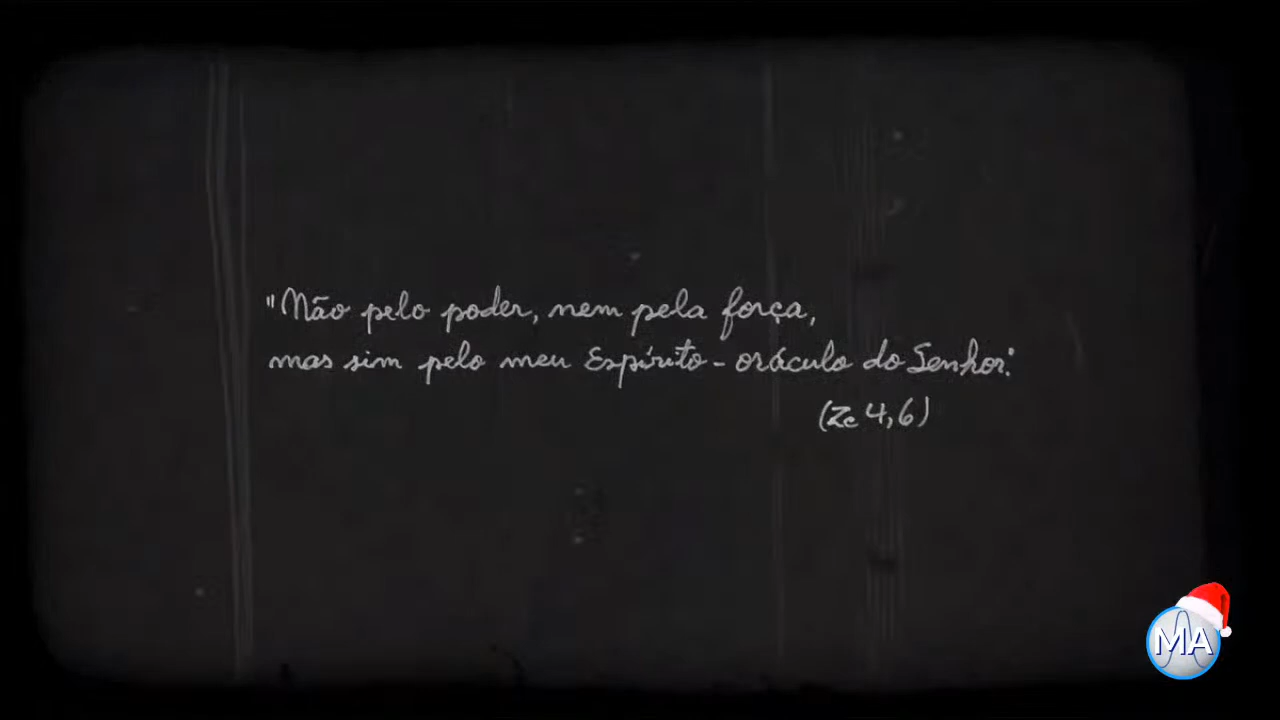 "Não pelo poder, nem pela força,
mas sim pelo meu Espírito - oráculo do Senhor."
(Zc 4,6)
MA